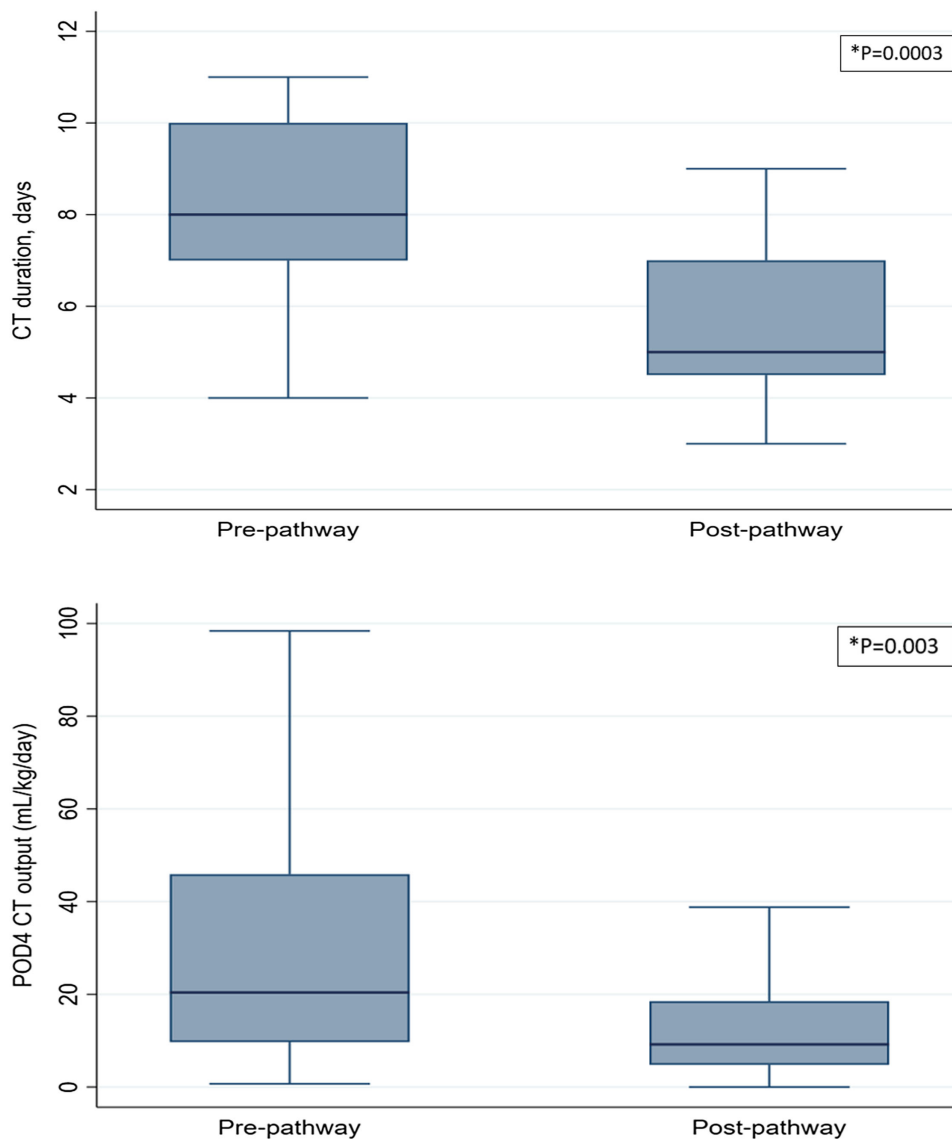 12
10
8
6
4
2
CT duration, days
*P=0.0003
Pre-pathway
Post-pathway
100
80
60
40
20
0
POD4 CT output (mL/kg/day)
*P=0.003
Pre-pathway
Post-pathway